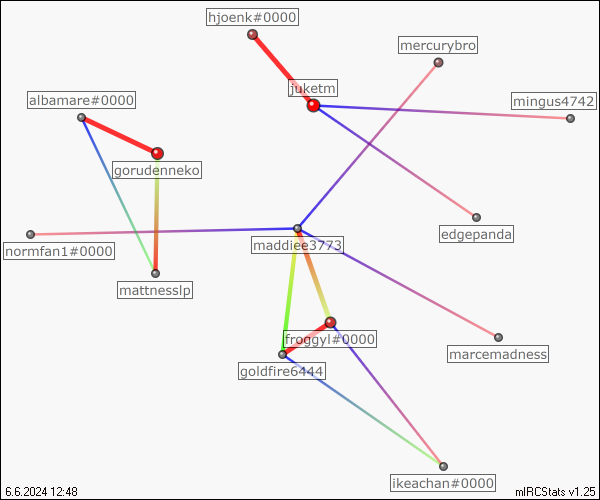 hjoenk#0000
mercurybro
juketm
albamare#0000
mingus4742
gorudenneko
edgepanda
maddiee3773
normfan1#0000
mattnesslp
froggyl#0000
marcemadness
goldfire6444
ikeachan#0000
6.6.2024 12:48
mIRCStats v1.25